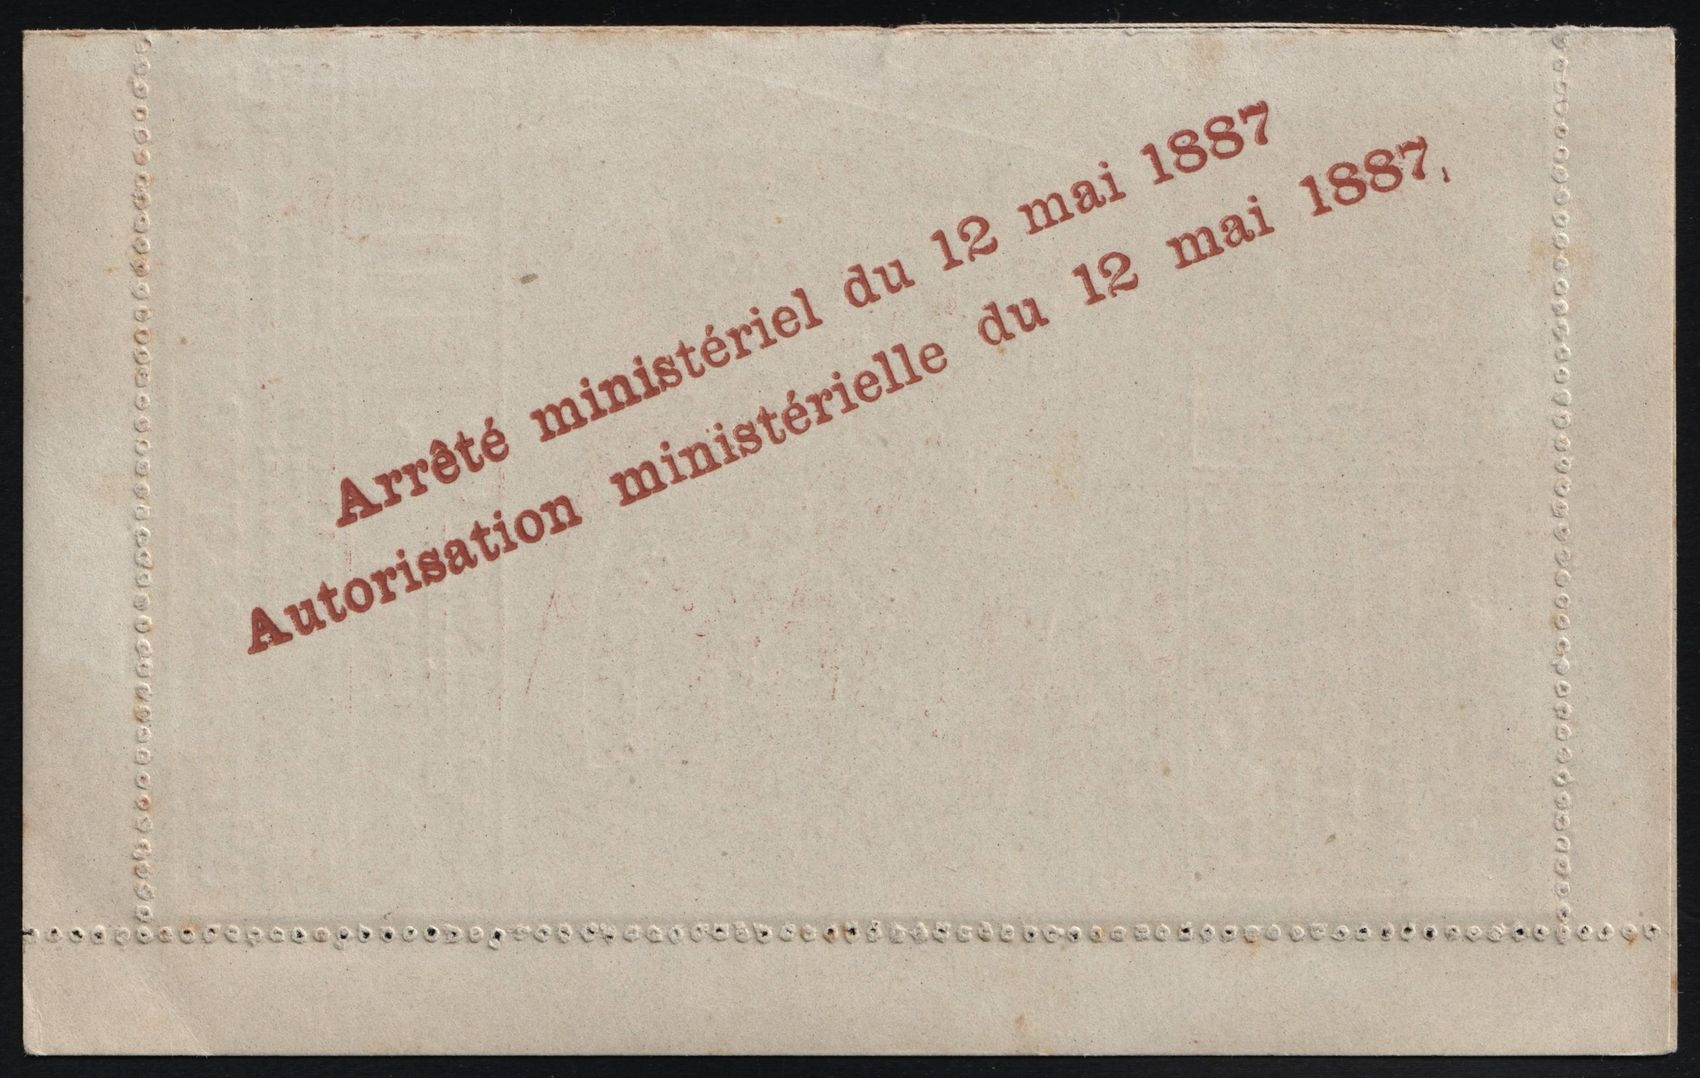 Arrêté ministériel du 12 mai 1887
Autorisation ministérielle du 12 mai 1887,